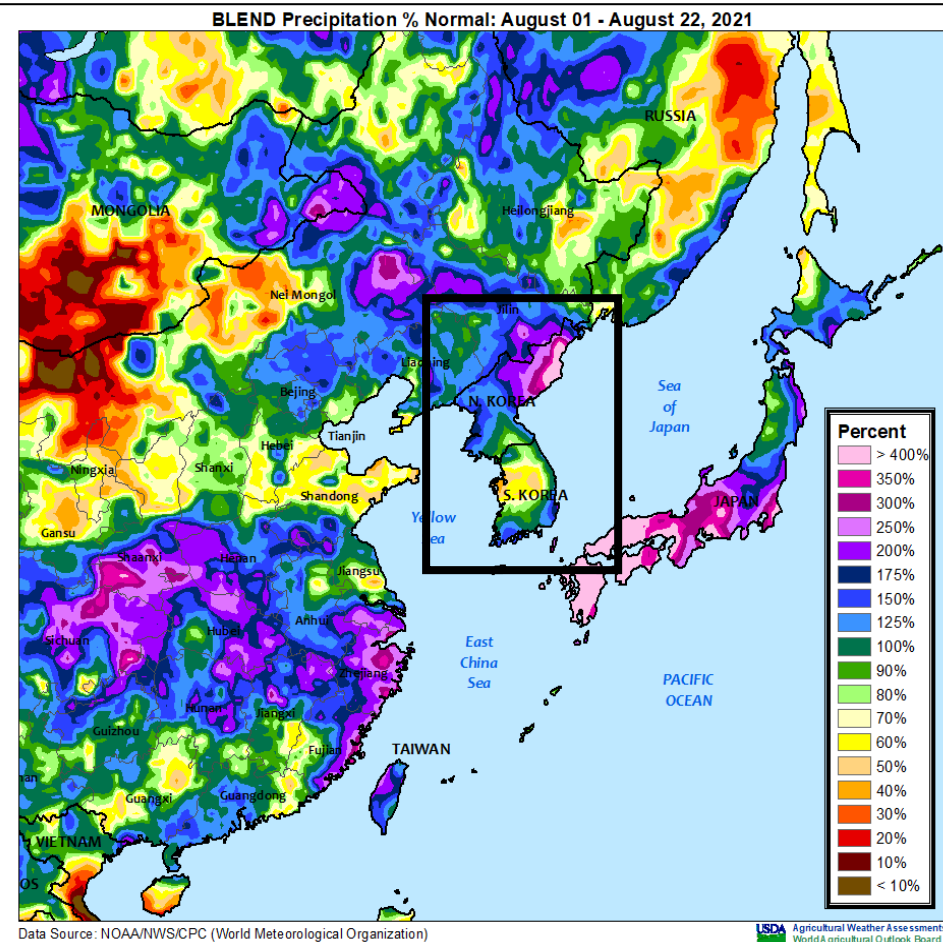 BLEND Precipitation % Normal: August 01 - August 22, 2021
RUSSIA
MONGOLIA
Heilongjiang
Nei Mongol
Jilin
Liaoning
Bejing
N. KOREA
Sea
of
Japan
Tianjin
Hebei
Ningxia
Shanxi
Shandong
S. KOREA
JAPAN
Gansu
Yellow
Shaanxi
Henan
Jiangsu
Anhui
Hubei
Sichuan
Zhejiang
East
China
Sea
PACIFIC
OCEAN
Hunan
Jiangxi
Guizhou
Fujian
TAIWAN
Guangxi
Guangdong
VIETNAM
OS
Percent
> 400%
350%
300%
250%
200%
175%
150%
125%
100%
90%
80%
70%
60%
50%
40%
30%
20%
10%
< 10%
Data Source: NOAA/NWS/CPC (World Meteorological Organization)
USDA
Agricultural Weather Assessments
World Agricultural Outlook Board